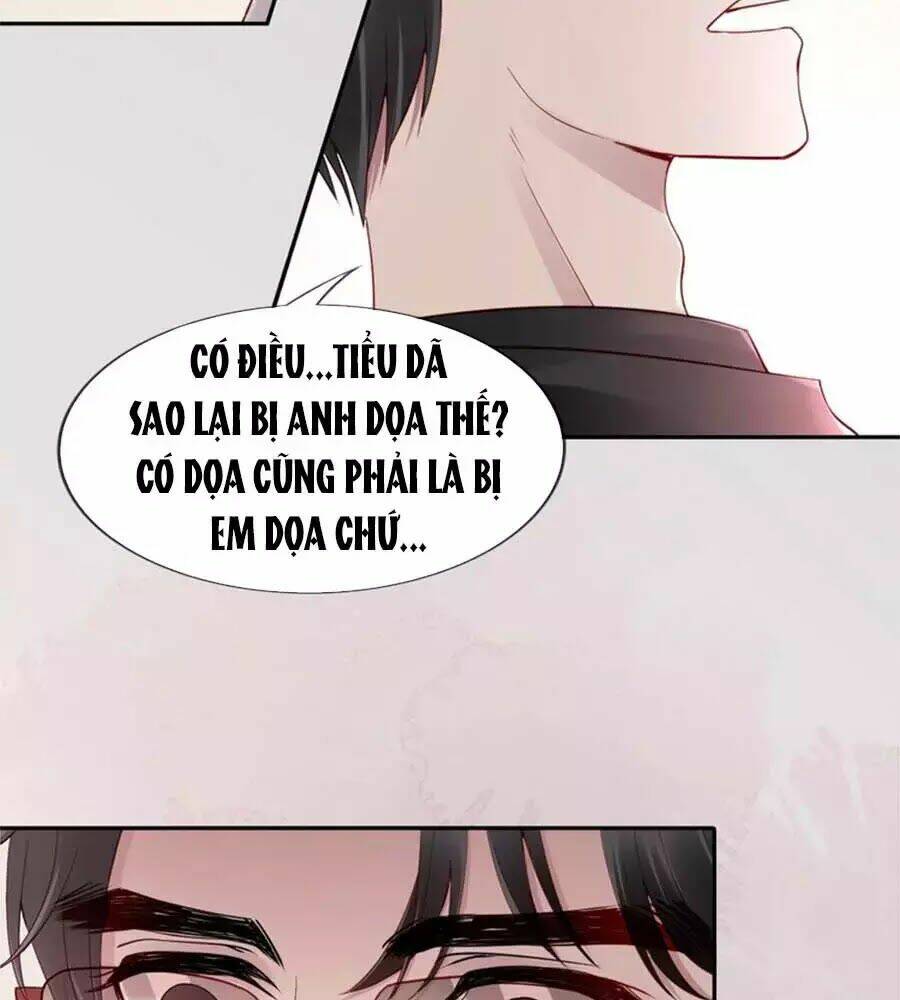 CÓ ĐIỀU...TIỂU DÃ
SAO LẠI BỊ ANH DỌA THẾ?
CÓ DỌA CŨNG PHẢI LÀ BỊ
EM DỌA CHỨ...